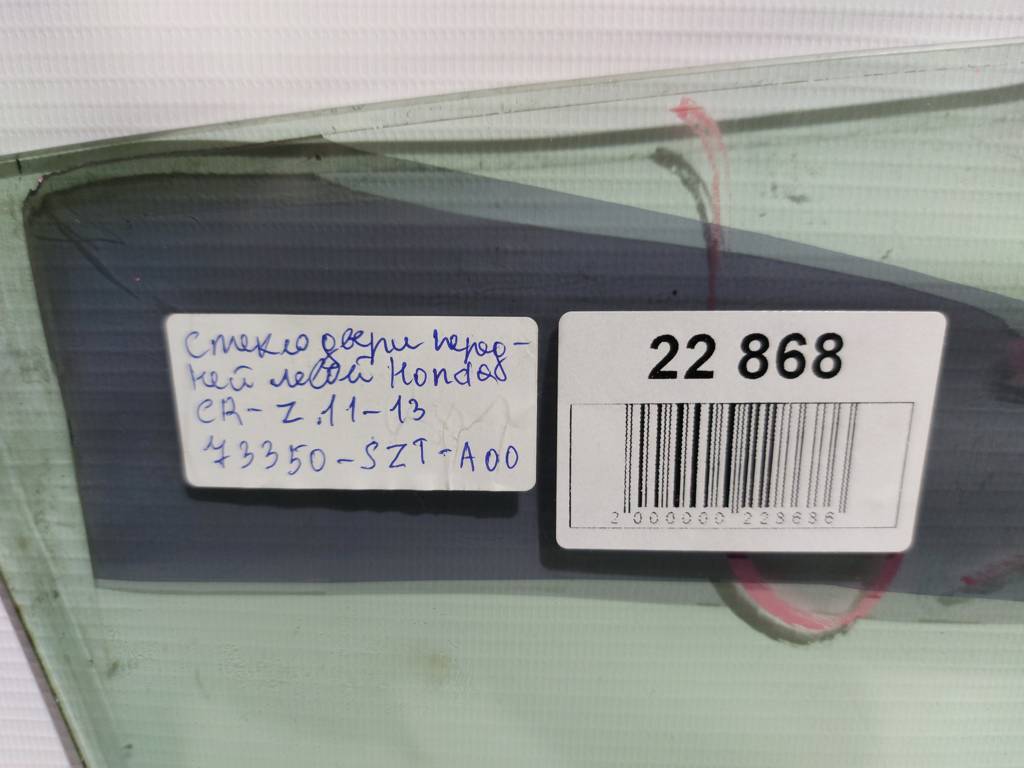 стекло двери перед-
ней левой Honda
CR-Z 11-13
73350-SZT-A00
22 868
2 000000 228686